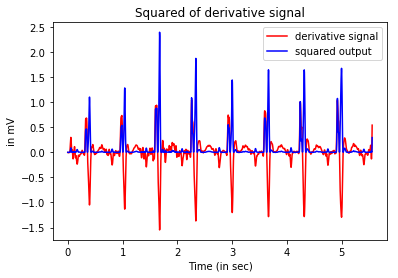 Squared of derivative signal
derivative signal
squared output
2.5
2.0
1.5
1.0
0.5
0.0
−0.5
−1.0
−1.5
in mV
0 1 2 3 4 5
Time (in sec)